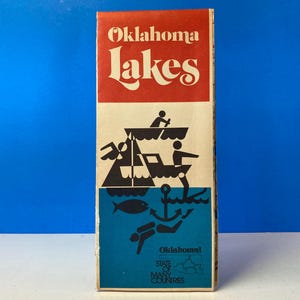 Oklahoma
Lakes
Oklahoma!
STATE
OF
MANY
COUNTRIES